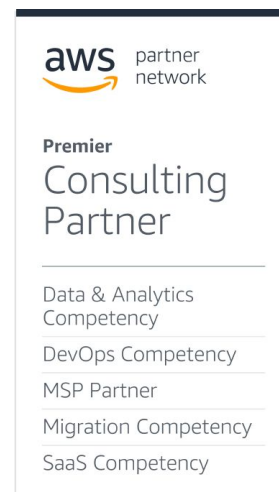 aws partner
network
Premier
Consulting
Partner
Data & Analytics
Competency
DevOps Competency
MSP Partner
Migration Competency
SaaS Competency